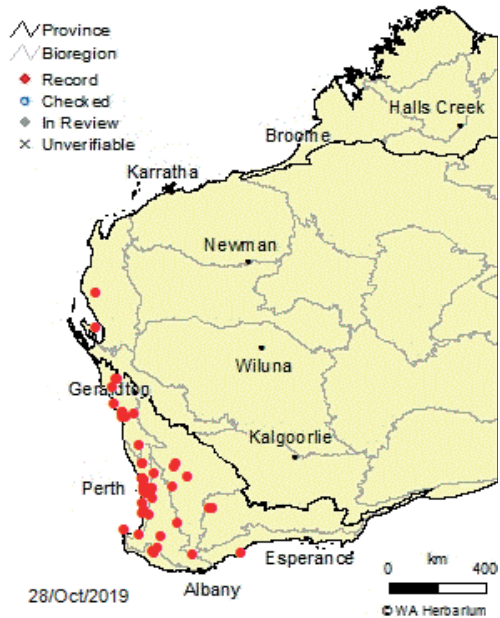 Province
Bioregion
Record
Checked
In Review
Unverifiable
Halls Creek
Broome
Karratha
Newman
Wiluna
Geraldton
Kalgoorlie
Perth
Esperance
Albany
0 400
km
28/Oct/2019
© WA Herbarium